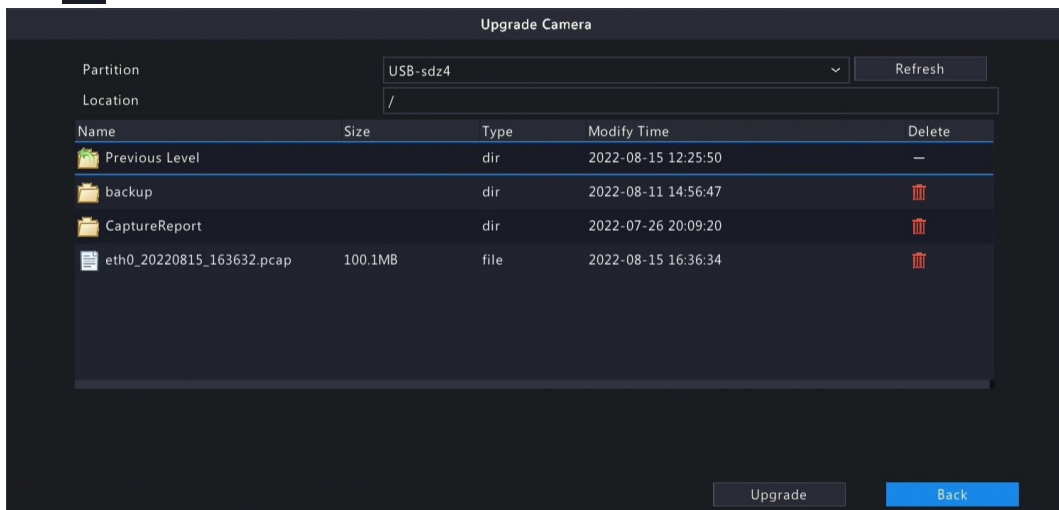 Upgrade Camera
Partition USB-sdz4 Refresh
Location /
Name Size Type Modify Time Delete
Previous Level dir 2022-08-15 12:25:50 —
backup dir 2022-08-11 14:56:47
CaptureReport dir 2022-07-26 20:09:20
eth0_20220815_163632.pcap 100.1MB file 2022-08-15 16:36:34
Upgrade Back